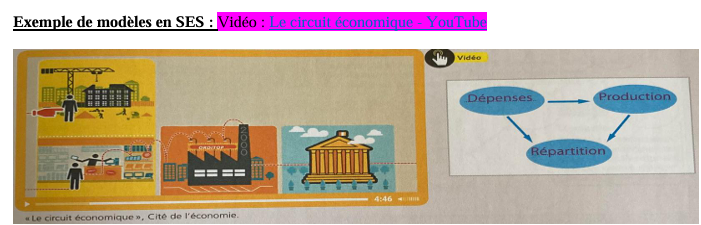 Exemple de modèles en SES : Vidéo : Le circuit économique - YouTube
Vidéo
Dépenses
Production
Répartition
4:46
« Le circuit économique », Cité de l'économie.